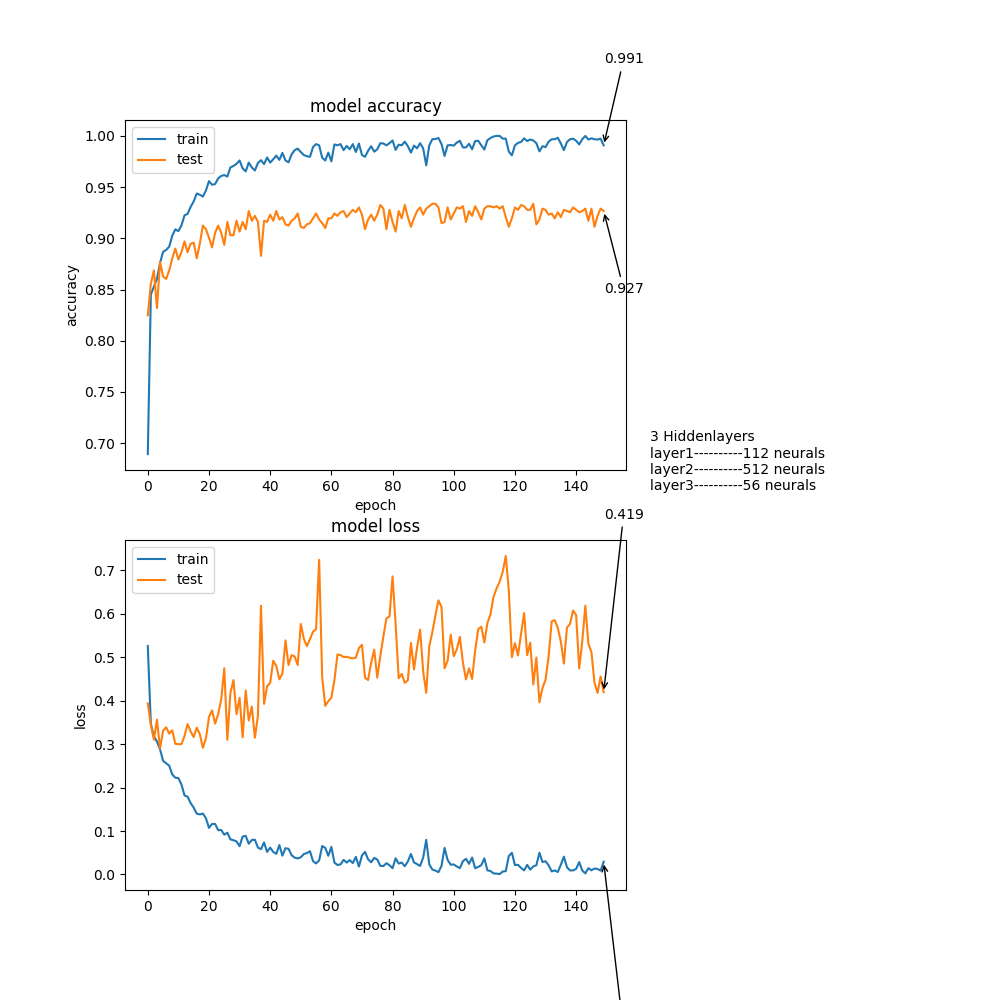 0.991
model accuracy
train
test
1.00
0.95
0.90
0.85
0.80
0.75
0.70
accuracy
0.927
0 20 40 60 80 100 120 140
epoch
3 Hiddenlayers
layer1----------112 neurals
layer2----------512 neurals
layer3----------56 neurals
0.419
model loss
train
test
0.7
0.6
0.5
0.4
0.3
0.2
0.1
0.0
loss
0 20 40 60 80 100 120 140
epoch